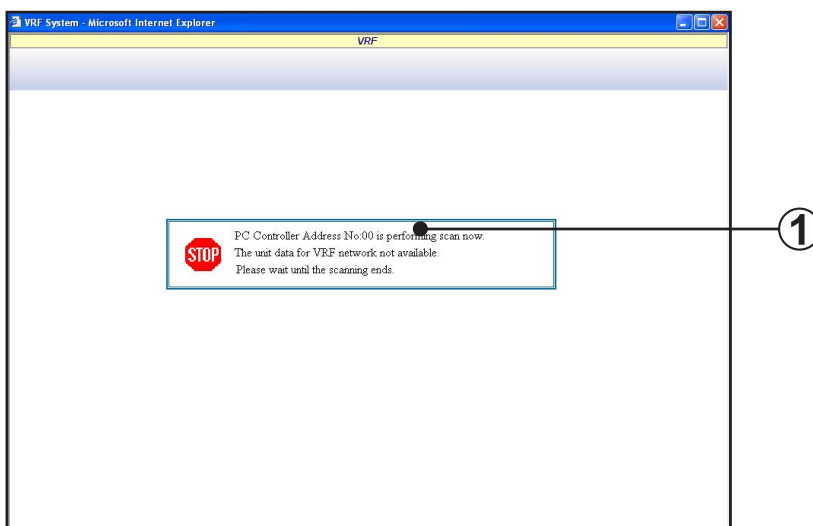 VRF System - Microsoft Internet Explorer
VRF
PC Controller Address No:00 is performing scan now.
STOP
The unit data for VRF network not available.
Please wait until the scanning ends.
1